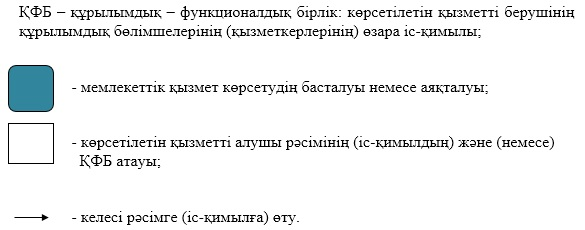 ҚФБ – құрылымдық – функционалдық бірлік: көрсетілетін қызметті берушінің
құрылымдық бөлімшелерінің (қызметкерлерінің) өзара іс-қимылы;
- мемлекеттік қызмет көрсетудің басталуы немесе аяқталуы;
- көрсетілетін қызметті алушы рәсімінің (іс-қимылдың) және (немесе)
ҚФБ атауы;
- келесі рәсімге (іс-қимылға) өту.